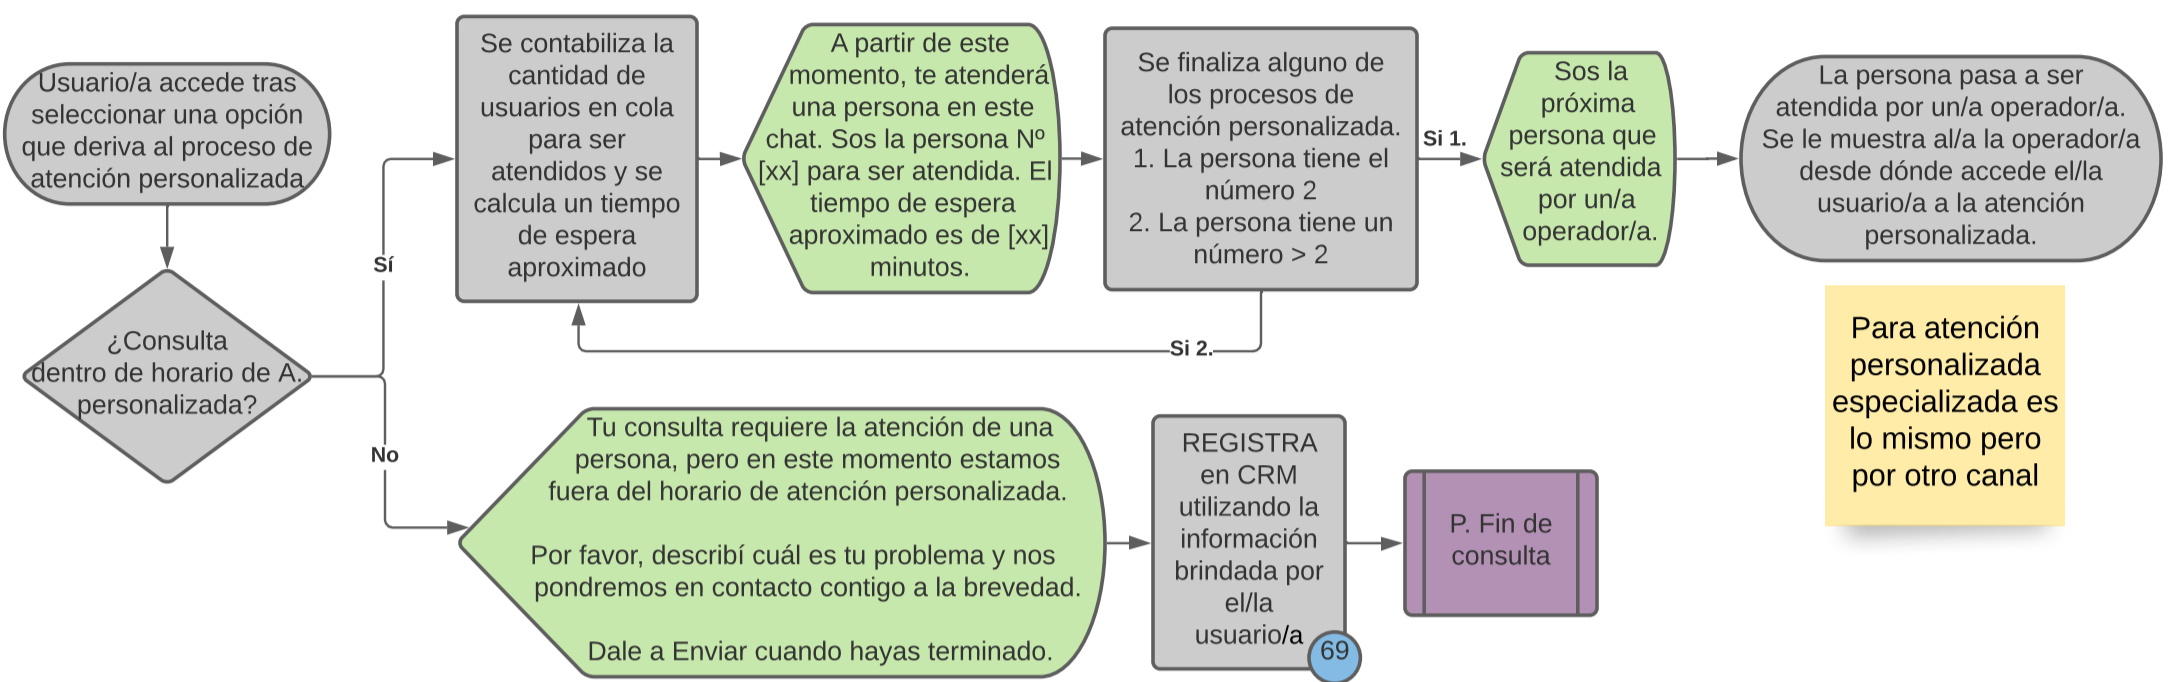 Usuario/a accede tras
seleccionar una opción
que deriva al proceso de
atención personalizada
¿Consulta
dentro de horario de A.
personalizada?
Sí
No
Se contabiliza la
cantidad de
usuarios en cola
para ser
atendidos y se
calcula un tiempo
de espera
aproximado
A partir de este
momento, te atenderá
una persona en este
chat. Sos la persona Nº
[xx] para ser atendida. El
tiempo de espera
aproximado es de [xx]
minutos.
Se finaliza alguno de
los procesos de
atención personalizada.
1. La persona tiene el
número 2
2. La persona tiene un
número > 2
Si 1.
Si 2.
Sos la
próxima
persona que
será atendida
por un/a
operador/a.
La persona pasa a ser
atendida por un/a operador/a.
Se le muestra al/a la operador/a
desde dónde accede el/la
usuario/a a la atención
personalizada.
Para atención
personalizada
especializada es
lo mismo pero
por otro canal
Tu consulta requiere la atención de una
persona, pero en este momento estamos
fuera del horario de atención personalizada.
Por favor, describí cuál es tu problema y nos
pondremos en contacto contigo a la brevedad.
Dale a Enviar cuando hayas terminado.
REGISTRA
en CRM
utilizando la
información
brindada por
el/la
usuario/a
69
P. Fin de
consulta